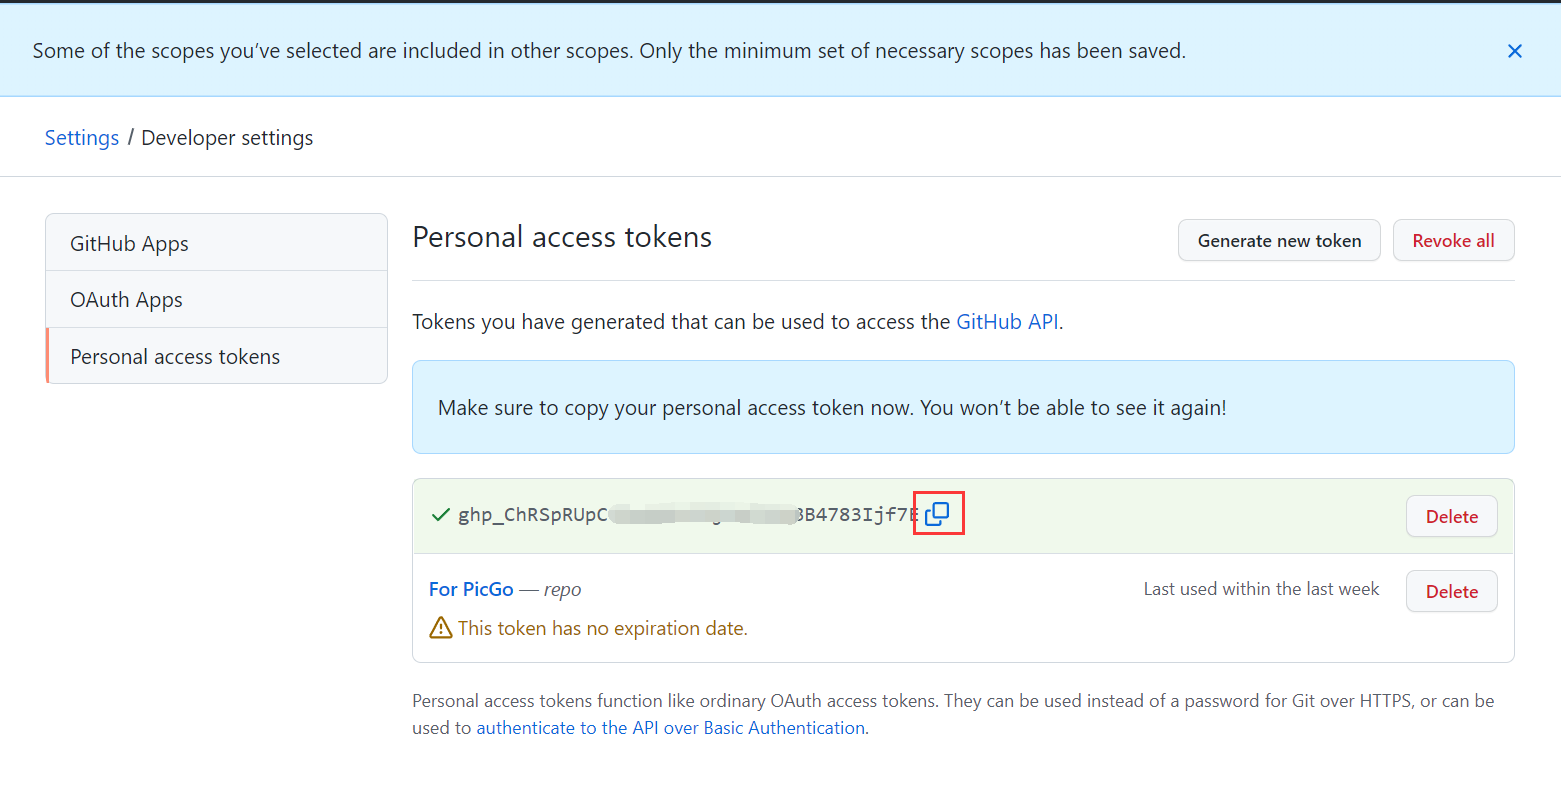 Some of the scopes you’ve selected are included in other scopes. Only the minimum set of necessary scopes has been saved.
Settings / Developer settings
GitHub Apps
OAuth Apps
Personal access tokens
Personal access tokens
Generate new token
Revoke all
Tokens you have generated that can be used to access the GitHub API.
Make sure to copy your personal access token now. You won’t be able to see it again!
Delete
For PicGo — repo
Last used within the last week
Delete
This token has no expiration date.
Personal access tokens function like ordinary OAuth access tokens. They can be used instead of a password for Git over HTTPS, or can be
used to authenticate to the API over Basic Authentication.